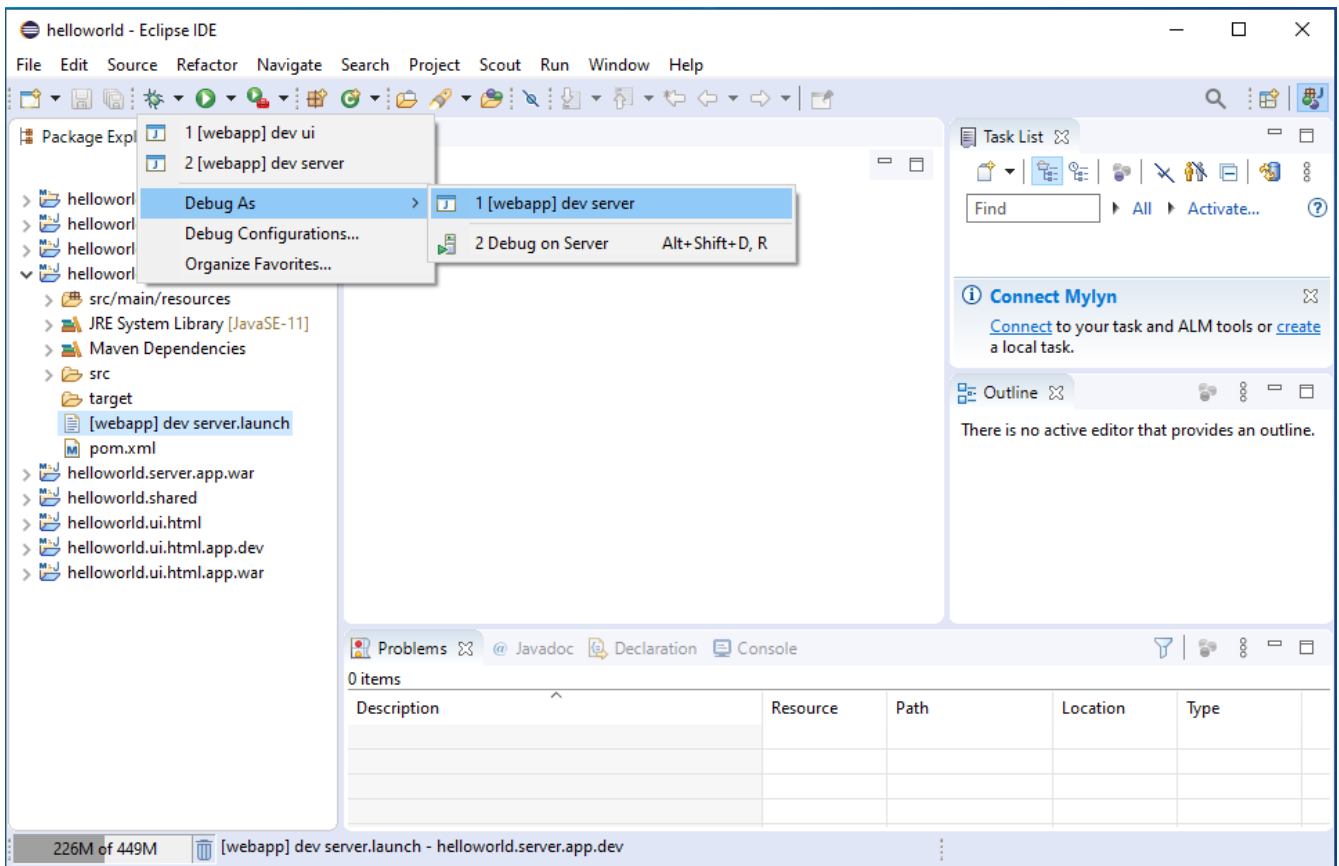 helloworld - Eclipse IDE
File Edit Source Refactor Navigate Search Project Scout Run Window Help
Package Expl
1 [webapp] dev ui
2 [webapp] dev server
Debug As
Debug Configurations...
Organize Favorites...
1 [webapp] dev server
2 Debug on Server Alt+Shift+D, R
helloworl
helloworl
helloworl
helloworl
src/main/resources
JRE System Library [JavaSE-11]
Maven Dependencies
src
target
[webapp] dev server.launch
pom.xml
helloworld.server.app.war
helloworld.shared
helloworld.ui.html
helloworld.ui.html.app.dev
helloworld.ui.html.app.war
Task List
Find All Activate...
Connect Mylyn
Connect to your task and ALM tools or create
a local task.
Outline
There is no active editor that provides an outline.
Problems @ Javadoc Declaration Console
0 items
Description Resource Path Location Type
226M of 449M [webapp] dev server.launch - helloworld.server.app.dev